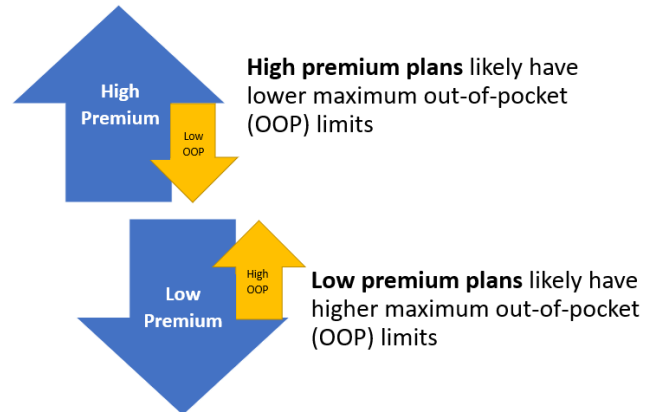 High
Premium
Low
OOP
High premium plans likely have
lower maximum out-of-pocket
(OOP) limits
Low
Premium
High
OOP
Low premium plans likely have
higher maximum out-of-pocket
(OOP) limits